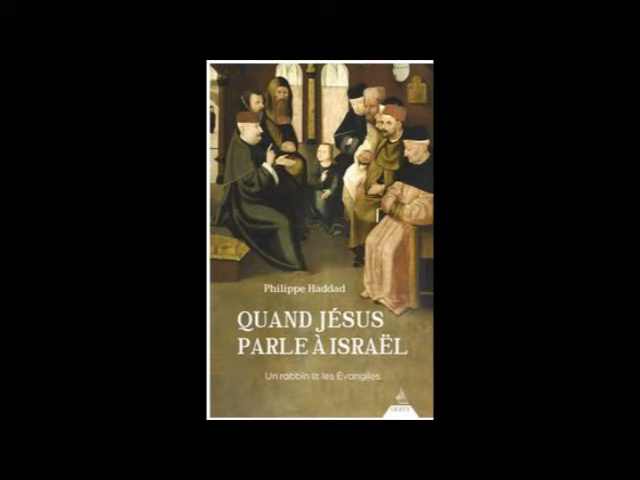 Philippe Haddad
QUAND JÉSUS
PARLE À ISRAËL
Un rabbin lit les Évangiles